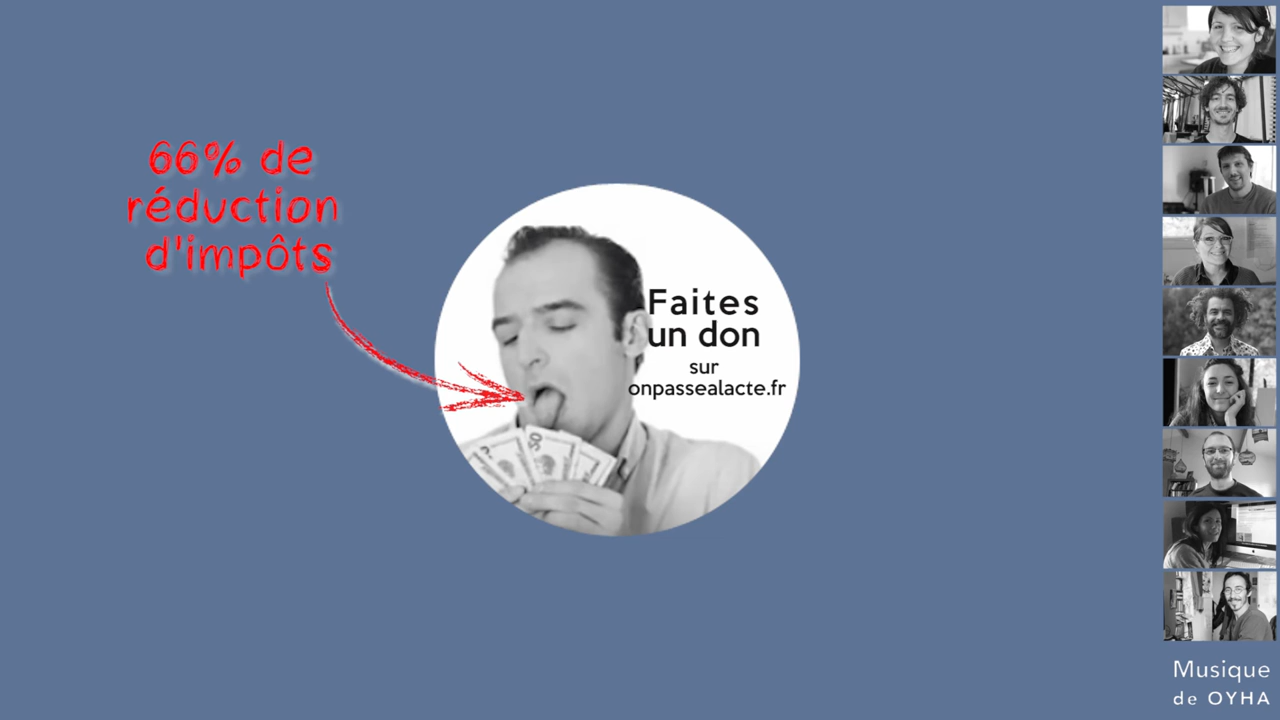 66% de
réduction
d'impôts
Faites
un don
sur
onpassealacte.fr
Musique
de OYHA